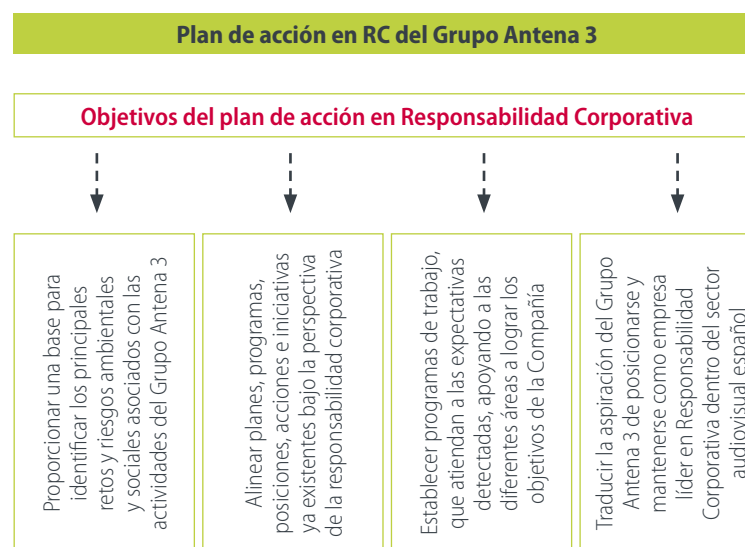 Plan de acción en RC del Grupo Antena 3
Objetivos del plan de acción en Responsabilidad Corporativa
Proporcionar una base para
identificar los principales
retos y riesgos ambientales
y sociales asociados con las
actividades del Grupo Antena 3
Alinear planes, programas,
posiciones, acciones e iniciativas
ya existentes bajo la perspectiva
de la responsabilidad corporativa
Establecer programas de trabajo,
que atiendan a las expectativas
detectadas, apoyando a las
diferentes áreas a lograr los
objetivos de la Compañía
Traducir la aspiración del Grupo
Antena 3 de posicionarse y
mantenerse como empresa
líder en Responsabilidad
Corporativa dentro del sector
audiovisual español